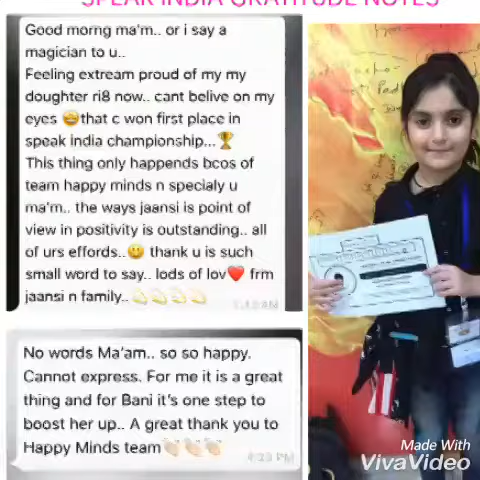 SPEAK INDIA GRATITUDE NOTES
Good morng ma'm.. or i say a
magician to u..
Feeling extream proud of my my
doughter ri8 now.. cant belive on my
eyes 😄that c won first place in
speak india championship...🏆
This thing only happends bcos of
team happy minds n specialy u
ma'm.. the ways jaansi is point of
view in positivity is outstanding.. all
of urs effords..😀 thank u is such
small word to say.. lods of lov❤️ frm
jaansi n family..💫💫💫💫
No words Ma'am.. so so happy.
Cannot express. For me it is a great
thing and for Bani it's one step to
boost her up.. A great thank you to
Happy Minds team👏🏻👏🏻👏🏻
4:23 PM
Made With
VivaVideo